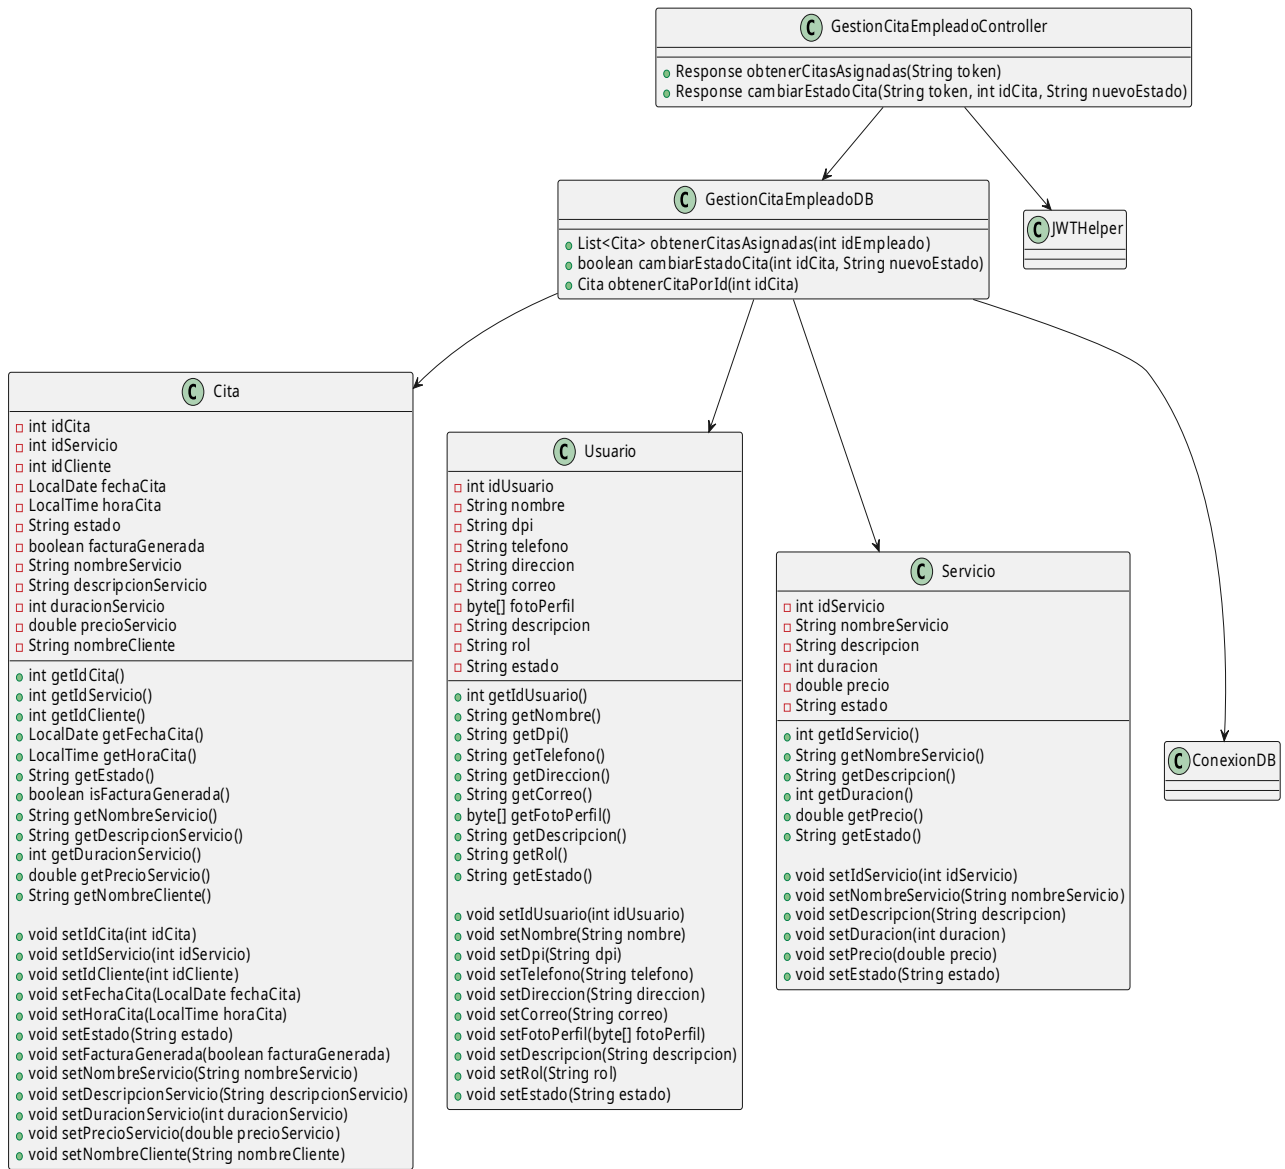 C GestionCitaEmpleadoController
Response obtenerCitasAsignadas(String token)
Response cambiarEstadoCita(String token, int idCita, String nuevoEstado)
C GestionCitaEmpleadoDB
List<Cita> obtenerCitasAsignadas(int idEmpleado)
boolean cambiarEstadoCita(int idCita, String nuevoEstado)
Cita obtenerCitaPorId(int idCita)
C JWTHelper
C Cita
int idCita
int idServicio
int idCliente
LocalDate fechaCita
LocalTime horaCita
String estado
boolean facturaGenerada
String nombreServicio
String descripcionServicio
int duracionServicio
double precioServicio
String nombreCliente
int getIdCita()
int getIdServicio()
int getIdCliente()
LocalDate getFechaCita()
LocalTime getHoraCita()
String getEstado()
boolean isFacturaGenerada()
String getNombreServicio()
String getDescripcionServicio()
int getDuracionServicio()
double getPrecioServicio()
String getNombreCliente()
void setIdCita(int idCita)
void setIdServicio(int idServicio)
void setIdCliente(int idCliente)
void setFechaCita(LocalDate fechaCita)
void setHoraCita(LocalTime horaCita)
void setEstado(String estado)
void setFacturaGenerada(boolean facturaGenerada)
void setNombreServicio(String nombreServicio)
void setDescripcionServicio(String descripcionServicio)
void setDuracionServicio(int duracionServicio)
void setPrecioServicio(double precioServicio)
void setNombreCliente(String nombreCliente)
C Usuario
int idUsuario
String nombre
String dpi
String telefono
String direccion
String correo
byte[] fotoPerfil
String descripcion
String rol
String estado
int getIdUsuario()
String getNombre()
String getDpi()
String getTelefono()
String getDireccion()
String getCorreo()
byte[] getFotoPerfil()
String getDescripcion()
String getRol()
String getEstado()
void setIdUsuario(int idUsuario)
void setNombre(String nombre)
void setDpi(String dpi)
void setTelefono(String telefono)
void setDireccion(String direccion)
void setCorreo(String correo)
void setFotoPerfil(byte[] fotoPerfil)
void setDescripcion(String descripcion)
void setRol(String rol)
void setEstado(String estado)
C Servicio
int idServicio
String nombreServicio
String descripcion
int duracion
double precio
String estado
int getIdServicio()
String getNombreServicio()
String getDescripcion()
int getDuracion()
double getPrecio()
String getEstado()
void setIdServicio(int idServicio)
void setNombreServicio(String nombreServicio)
void setDescripcion(String descripcion)
void setDuracion(int duracion)
void setPrecio(double precio)
void setEstado(String estado)
C ConexionDB